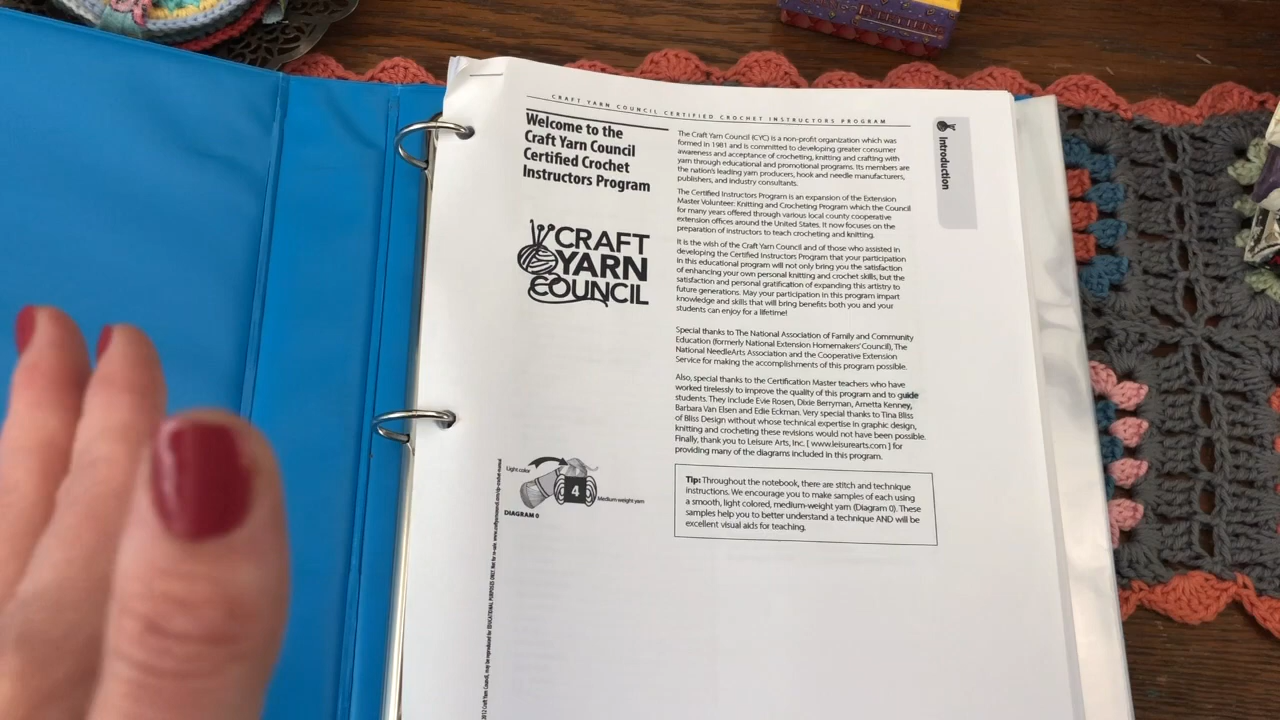 CRAFT YARN COUNCIL CERTIFIED CROCHET INSTRUCTORS PROGRAM
Welcome to the
Craft Yarn Council
Certified Crochet
Instructors Program
CRAFT
YARN
COUNCIL
The Craft Yarn Council (CYC) is a non-profit organization which was
formed in 1981 and is committed to developing greater consumer
awareness and acceptance of crocheting, knitting and crafting with
yarn through educational and promotional programs. Its members are
the nation's leading yarn producers, hook and needle manufacturers,
publishers, and industry consultants.
The Certified Instructors Program is an expansion of the Extension
Master Volunteer: Knitting and Crocheting Program which the Council
for many years offered through various local county cooperative
extension offices around the United States. It now focuses on the
preparation of instructors to teach crocheting and knitting.
It is the wish of the Craft Yarn Council and of those who assisted in
developing the Certified Instructors Program that your participation
in this educational program will not only bring you the satisfaction
of enhancing your own personal knitting and crochet skills, but the
satisfaction and personal gratification of expanding this artistry to
future generations. May your participation in this program impart
knowledge and skills that will bring benefits both you and your
students can enjoy for a lifetime!
Special thanks to The National Association of Family and Community
Education (formerly National Extension Homemakers' Council), The
National NeedleArts Association and the Cooperative Extension
Service for making the accomplishments of this program possible.
Also, special thanks to the Certification Master teachers who have
worked tirelessly to improve the quality of this program and to guide
students. They include Evie Rosen, Dixie Berryman, Arnetta Kenney,
Barbara Van Elsen and Edie Eckman. Very special thanks to Tina Bliss
of Bliss Design without whose technical expertise in graphic design,
knitting and crocheting these revisions would not have been possible.
Finally, thank you to Leisure Arts, Inc. [ www.leisurearts.com ] for
providing many of the diagrams included in this program.
Tip: Throughout the notebook, there are stitch and technique
instructions. We encourage you to make samples of each using
a smooth, light colored, medium-weight yarn (Diagram 0). These
samples help you to better understand a technique AND will be
excellent visual aids for teaching.
Light color
4
Medium weight yarn
DIAGRAM 0
Introduction
Craft Yarn Council, may be reproduced for EDUCATIONAL PURPOSES ONLY. Not for re-sale.